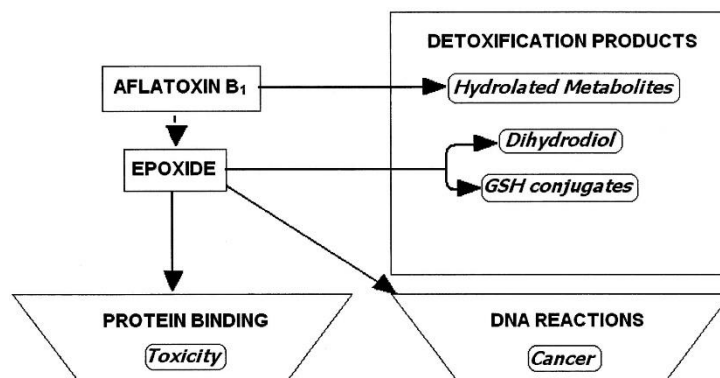 DETOXIFICATION PRODUCTS
AFLATOXIN B₁
Hydrolated Metabolites
Dihydrodiol
EPOXIDE
GSH conjugates
PROTEIN BINDING
Toxicity
DNA REACTIONS
Cancer